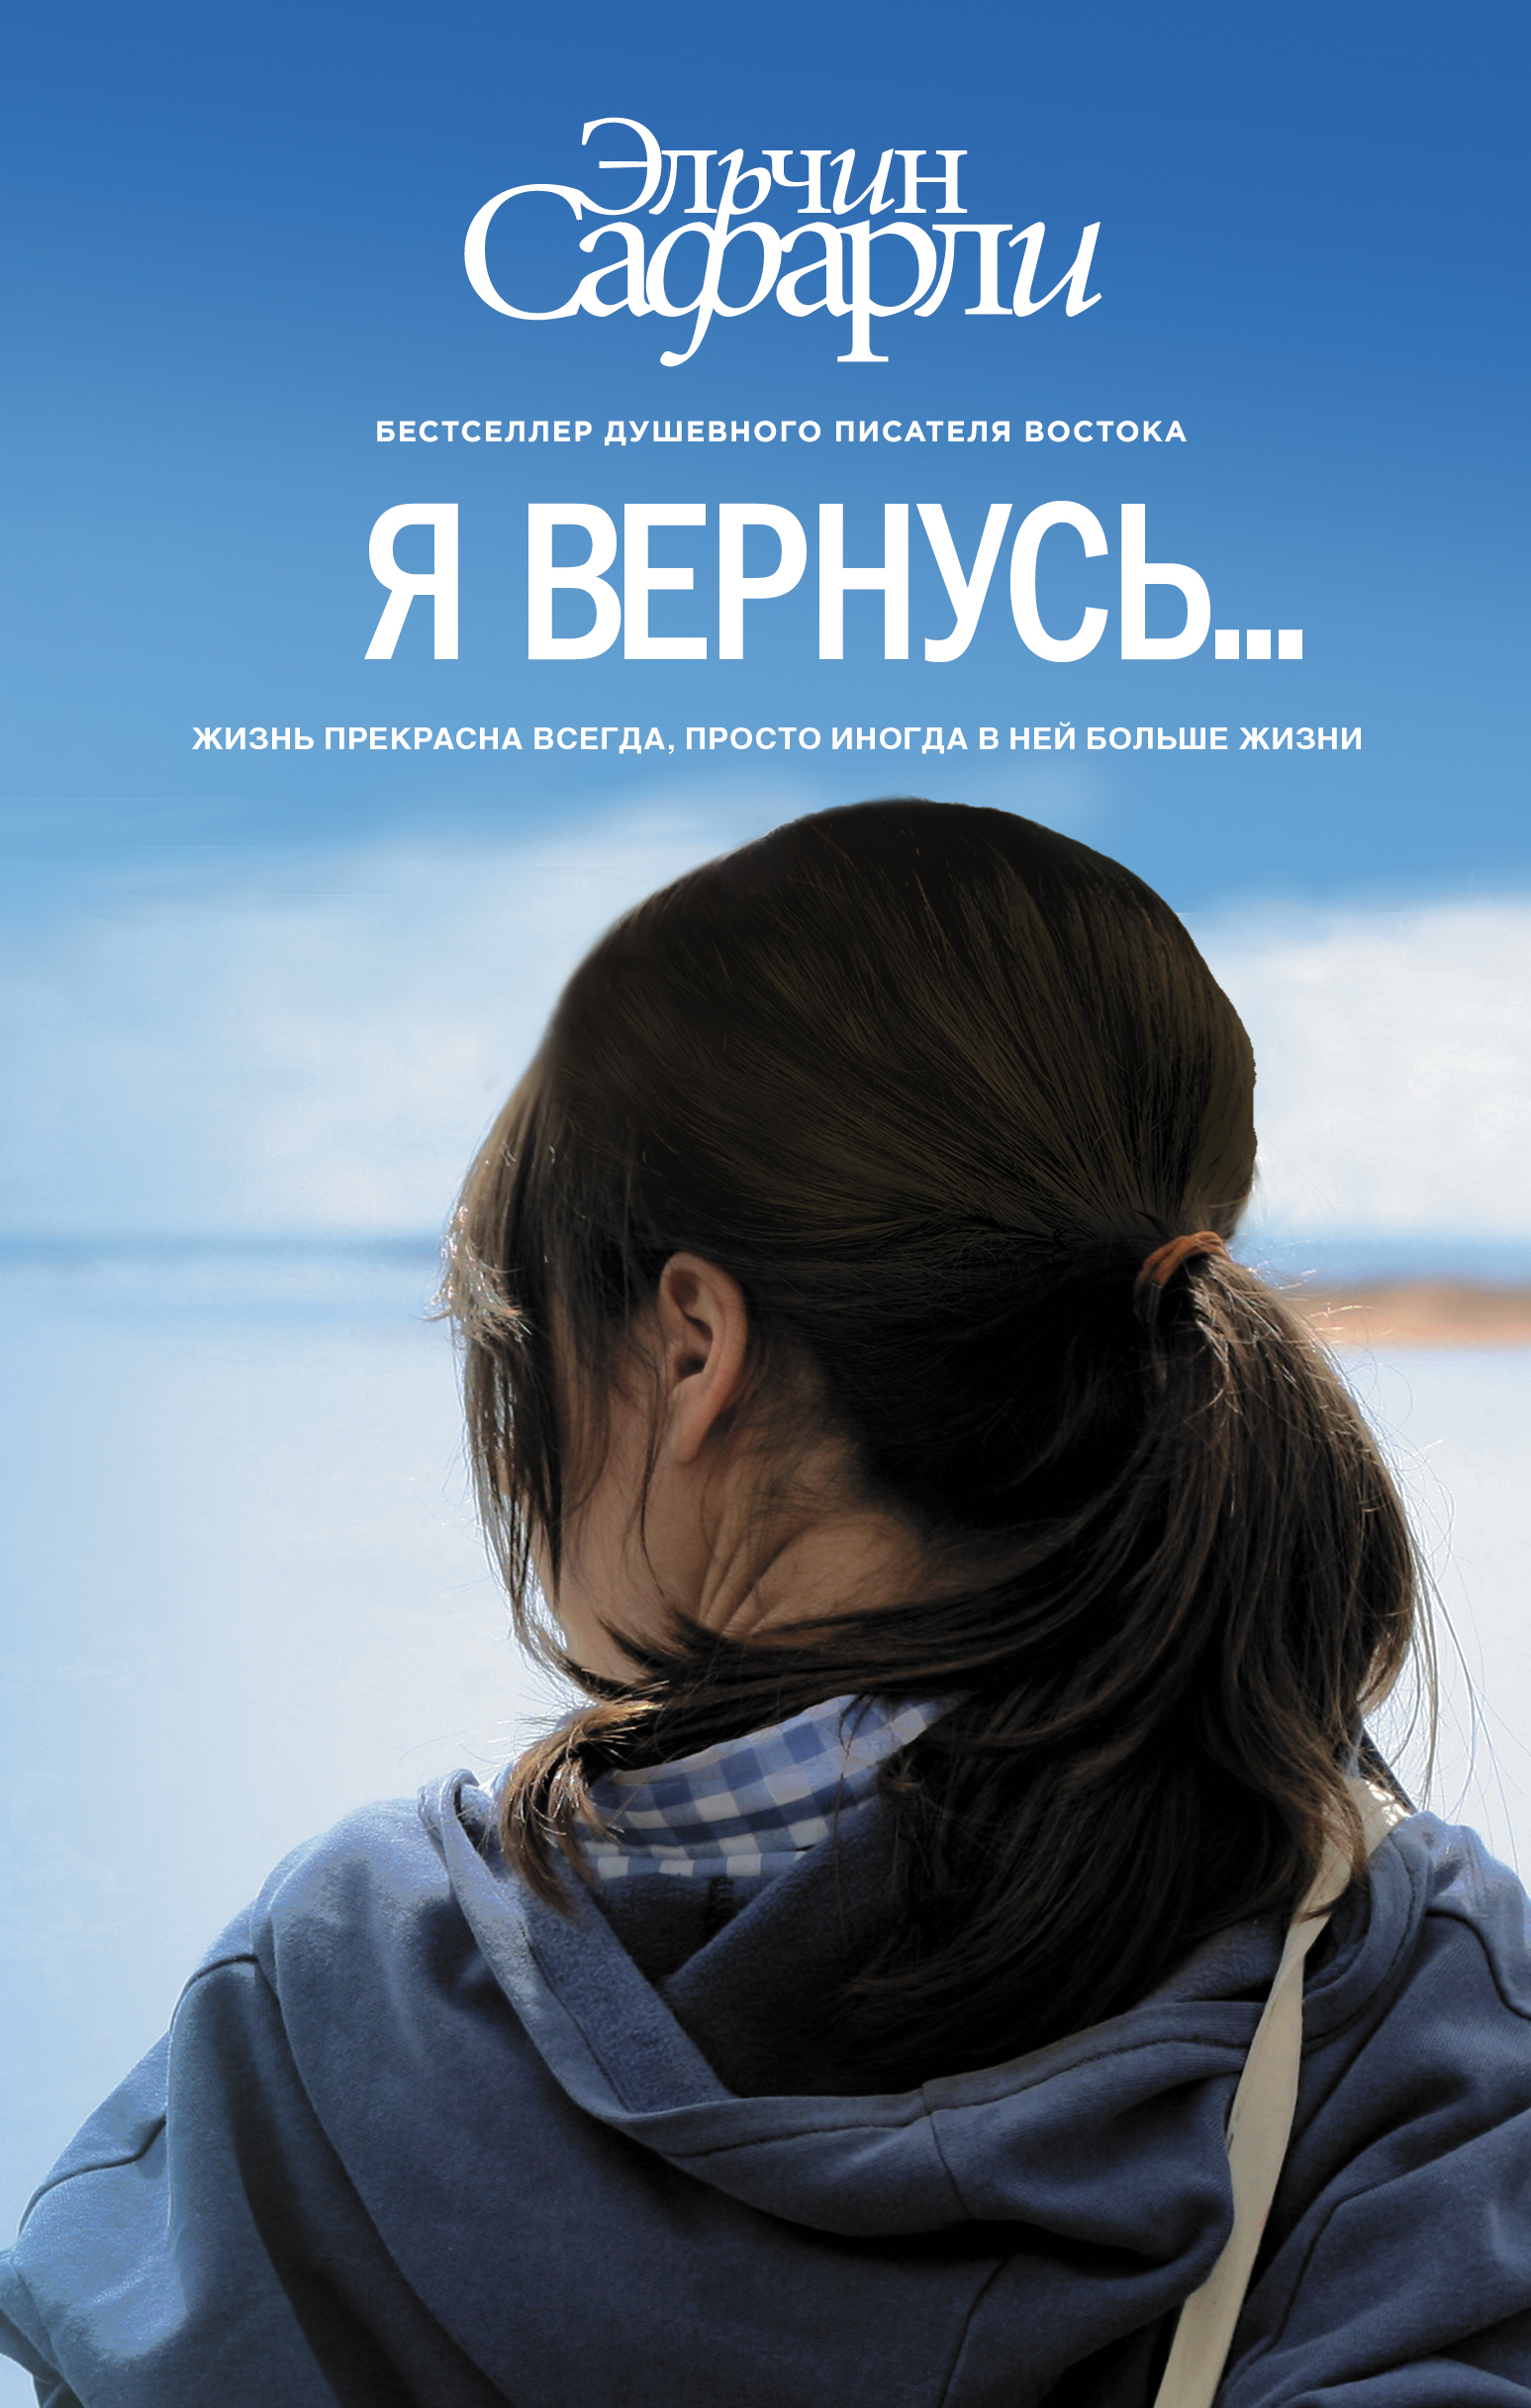 Эльчин
Сафарли
БЕСТСЕЛЛЕР ДУШЕВНОГО ПИСАТЕЛЯ ВОСТОКА
Я ВЕРНУСЬ...
ЖИЗНЬ ПРЕКРАСНА ВСЕГДА, ПРОСТО ИНОГДА В НЕЙ БОЛЬШЕ ЖИЗНИ